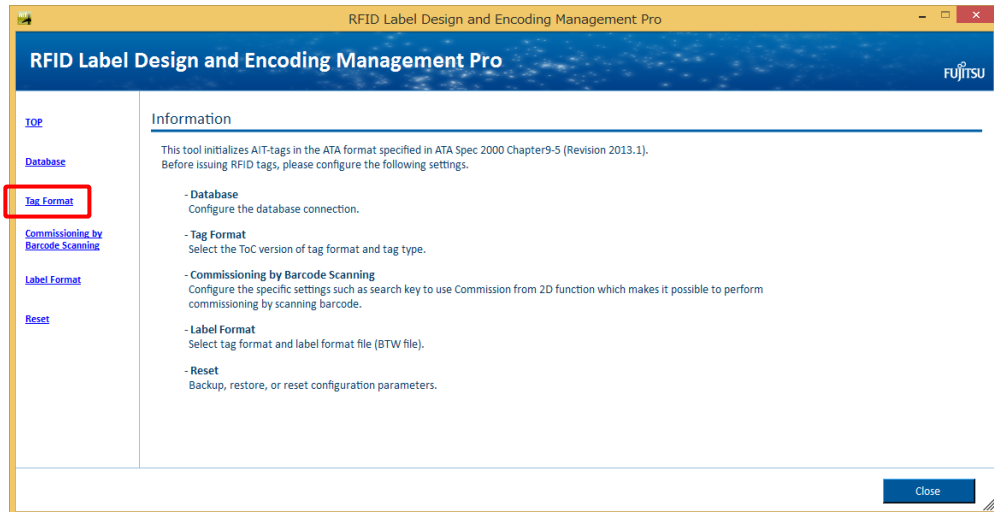 RFID Label Design and Encoding Management Pro
RFID Label Design and Encoding Management Pro
FUJITSU
TOP
Database
Tag Format
Commissioning by
Barcode Scanning
Label Format
Reset
Information
This tool initializes AIT-tags in the ATA format specified in ATA Spec 2000 Chapter9-5 (Revision 2013.1).
Before issuing RFID tags, please configure the following settings.
- Database
Configure the database connection.
- Tag Format
Select the ToC version of tag format and tag type.
- Commissioning by Barcode Scanning
Configure the specific settings such as search key to use Commission from 2D function which makes it possible to perform
commissioning by scanning barcode.
- Label Format
Select tag format and label format file (BTW file).
- Reset
Backup, restore, or reset configuration parameters.
Close